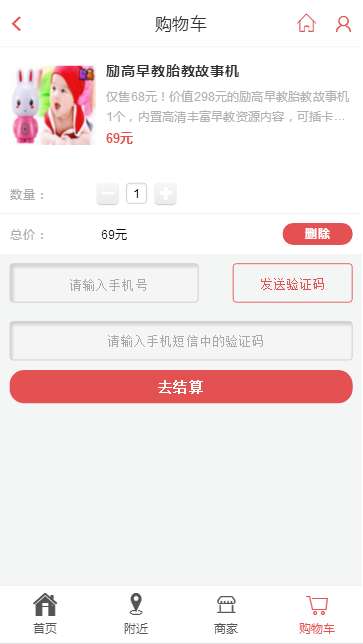 购物车
励高早教胎教故事机
仅售68元！价值298元的励高早教胎教故事机
1个，内置高清丰富早教资源内容，可插卡...
69元
数量：
1
总价：
69元
删除
请输入手机号
发送验证码
请输入手机短信中的验证码
去结算
首页
附近
商家
购物车